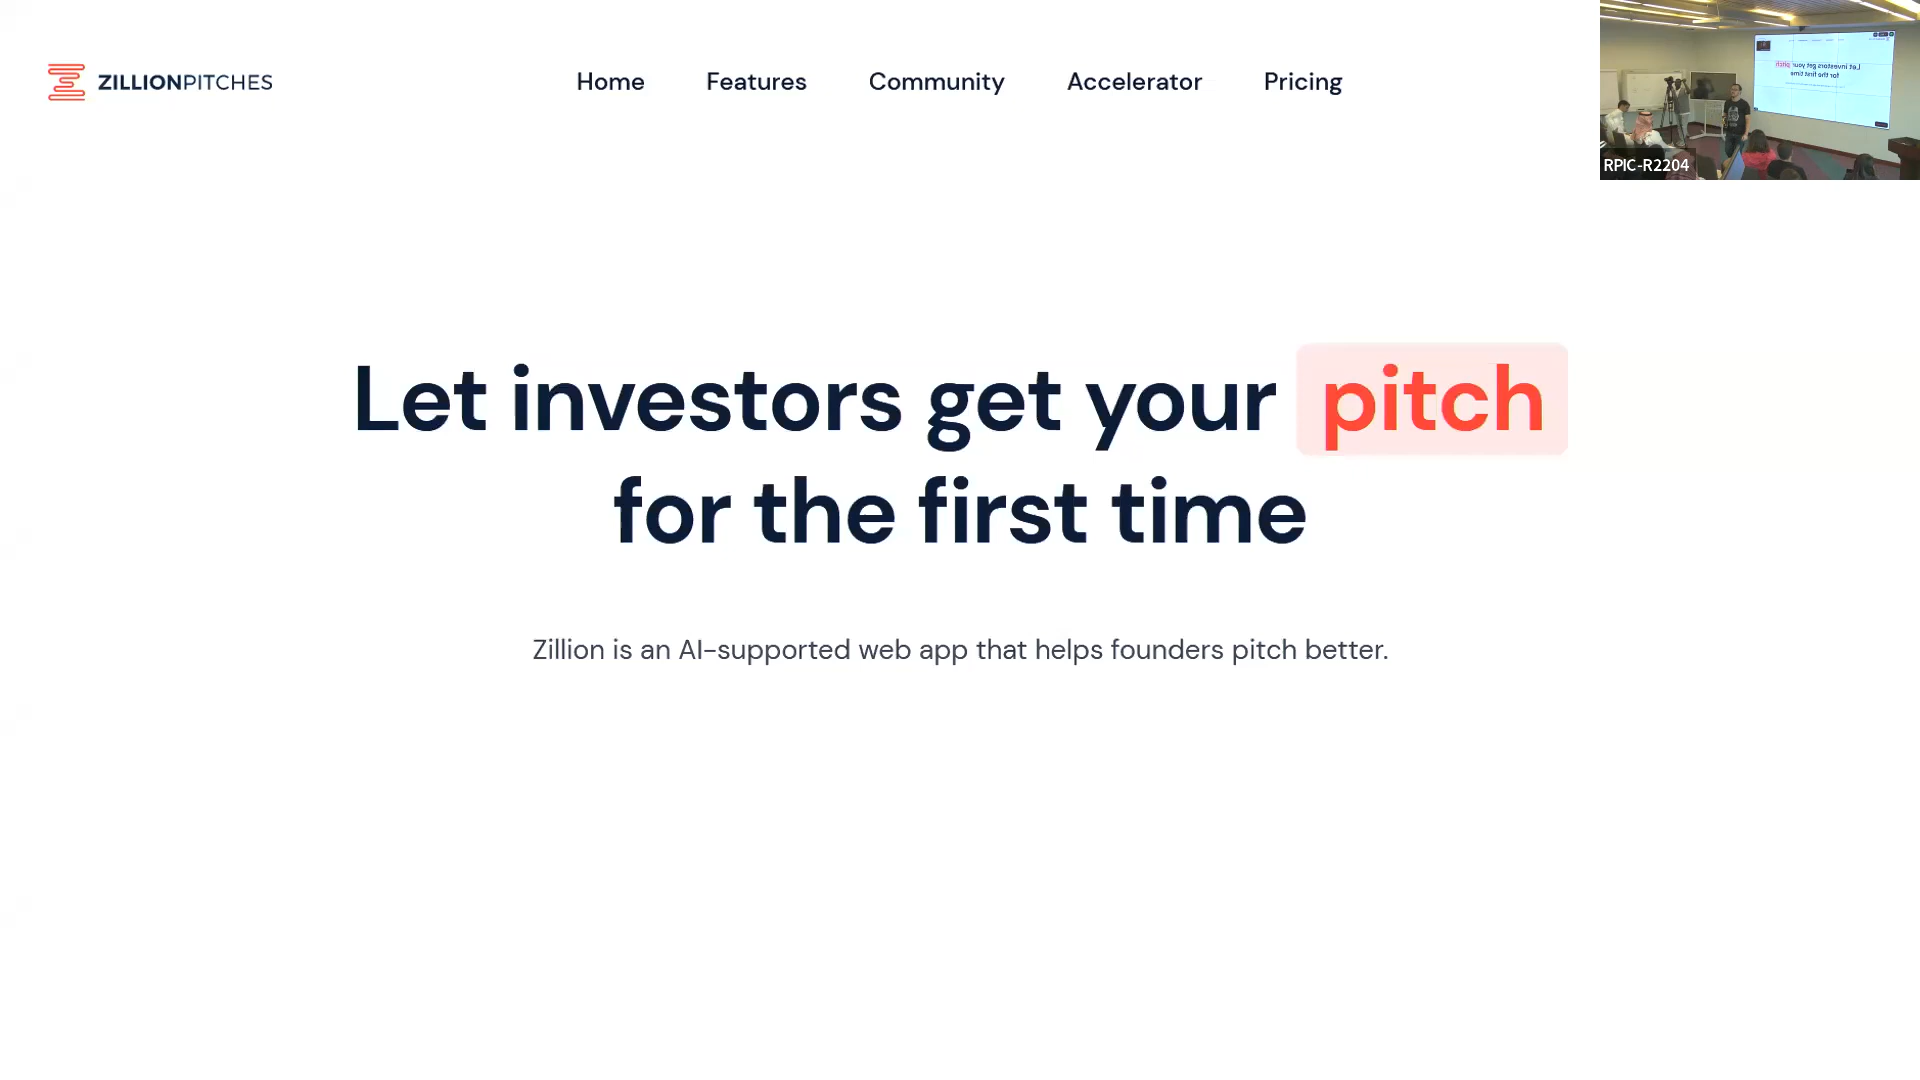 ZILLIONPITCHES
Home
Features
Community
Accelerator
Pricing
RPIC-R2204
Let investors get your pitch
for the first time
Zillion is an AI-supported web app that helps founders pitch better.